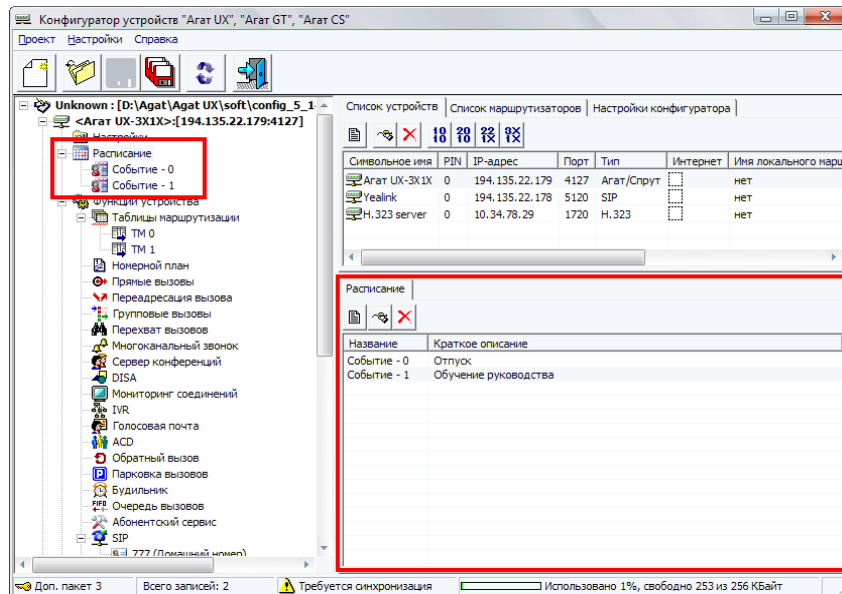 Конфигуратор устройств "Агат UX", "Агат GT", "Агат CS"
Проект Настройки Справка
Unknown : [D:\Agat\Agat UX\soft\config_5_1
<Агат UX-3X1X>:[194.135.22.179:4127]
Настройки
Расписание
Событие - 0
Событие - 1
Функции устройства
Таблицы маршрутизации
ТМ 0
ТМ 1
Номерной план
Прямые вызовы
Переадресация вызова
Групповые вызовы
Перехват вызовов
Многоканальный звонок
Сервер конференций
DISA
Мониторинг соединений
IVR
Голосовая почта
ACD
Обратный вызов
Парковка вызовов
Будильник
FIFO Очередь вызовов
Абонентский сервис
SIP
777 (Домашний номер)
Список устройств Список маршрутизаторов Настройки конфигуратора
Символьное имя PIN IP-адрес Порт Тип Интернет Имя локального марш
Агат UX-3X1X 0 194.135.22.179 4127 Агат/Спрут нет
Yealink 0 194.135.22.178 5120 SIP нет
H.323 server 0 10.34.78.29 1720 H.323 нет
Расписание
Название Краткое описание
Событие - 0 Отпуск
Событие - 1 Обучение руководства
Доп. пакет 3 Всего записей: 2 Требуется синхронизация Использовано 1%, свободно 253 из 256 КБайт